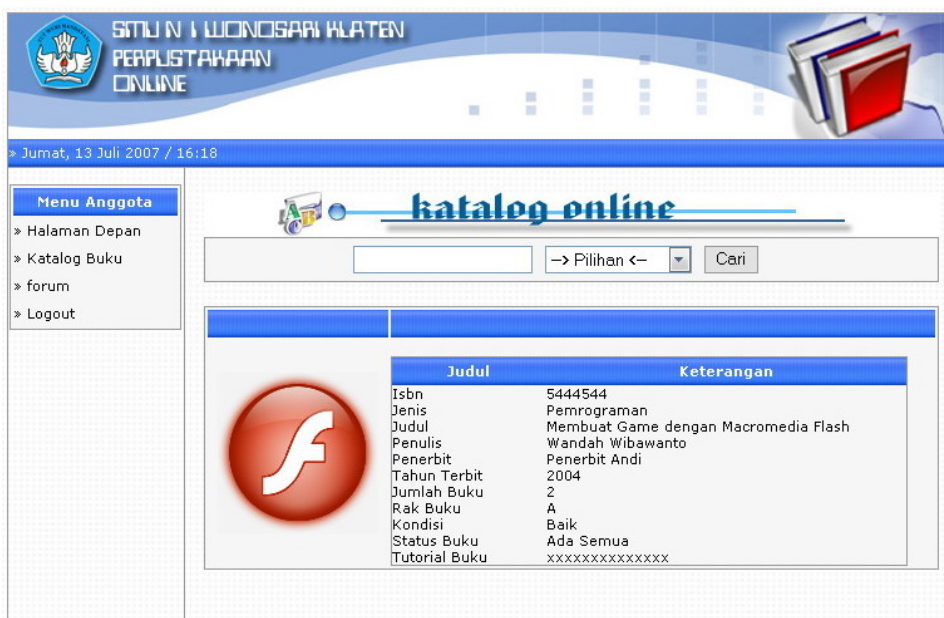 SMU N 1 WONOSARI KLATEN
PERPUSTAKAAN
ONLINE
» Jumat, 13 Juli 2007 / 16:18
Menu Anggota
» Halaman Depan
» Katalog Buku
» forum
» Logout
katalog online
--> Pilihan <-- Cari
Judul Keterangan
Isbn 5444544
Jenis Pemrograman
Judul Membuat Game dengan Macromedia Flash
Penulis Wandah Wibawanto
Penerbit Penerbit Andi
Tahun Terbit 2004
Jumlah Buku 2
Rak Buku A
Kondisi Baik
Status Buku Ada Semua
Tutorial Buku xxxxxxxxxxxxxx